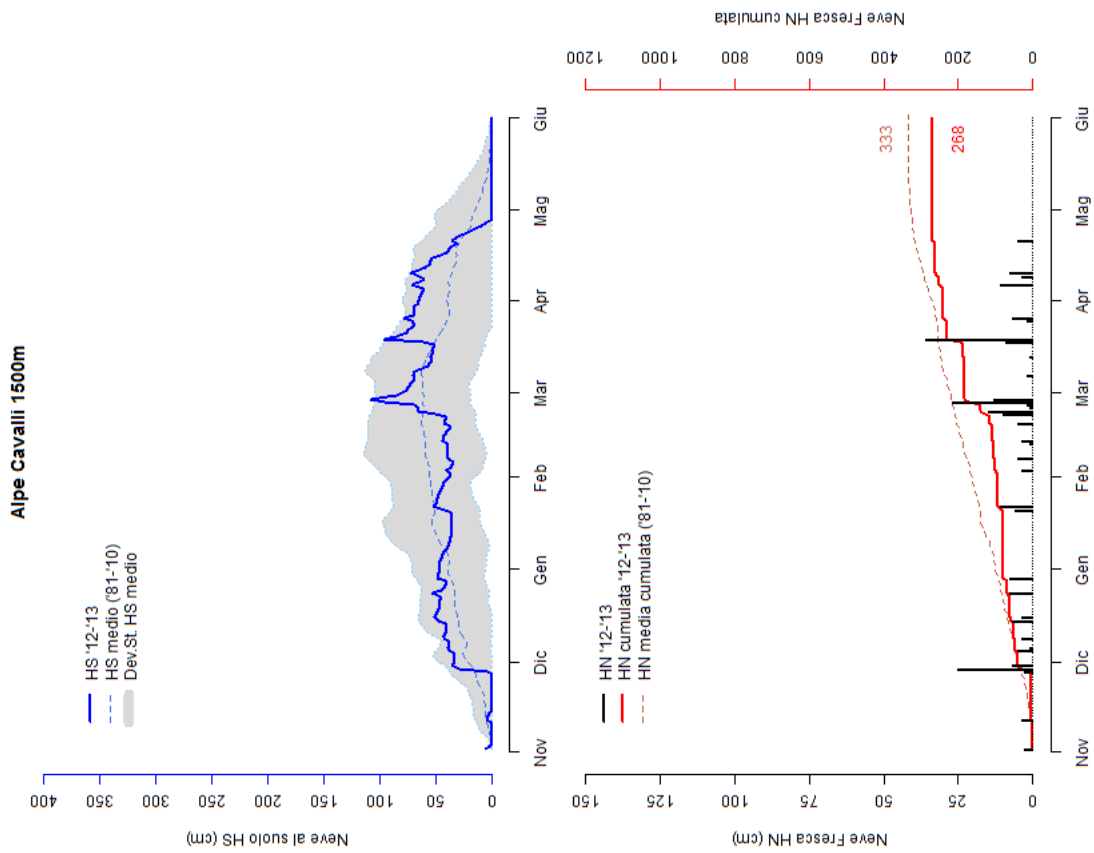 Alpe Cavalli 1500m
HS '12-'13
HS medio ('81-'10)
Dev.St. HS medio
Neve al suolo HS (cm)
400
350
300
250
200
150
100
50
0
Nov
Dic
Gen
Feb
Mar
Apr
Mag
Giu
HN '12-'13
HN cumulata '12-'13
HN media cumulata ('81-'10)
Neve Fresca HN (cm)
150
125
100
75
50
25
0
Nov
Dic
Gen
Feb
Mar
Apr
Mag
Giu
333
268
1200
1000
800
600
400
200
0
Neve Fresca HN cumulata